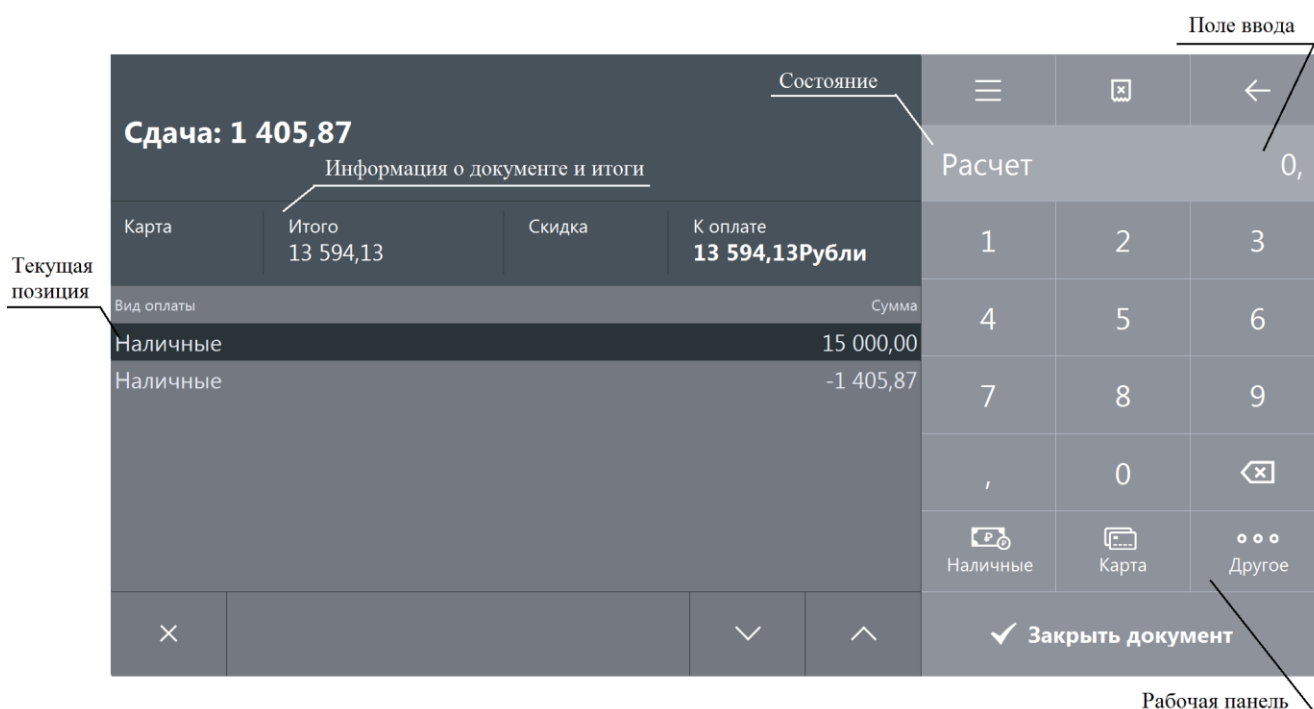 Поле ввода
Состояние
Сдача: 1 405,87
Информация о документе и итоги
Расчет 0,
Карта Итого Скидка К оплате
13 594,13 13 594,13Рубли
1 2 3
Текущая
позиция
Вид оплаты Сумма
4 5 6
Наличные 15 000,00
Наличные -1 405,87
7 8 9
, 0
Наличные Карта Другое
Закрыть документ
Рабочая панель